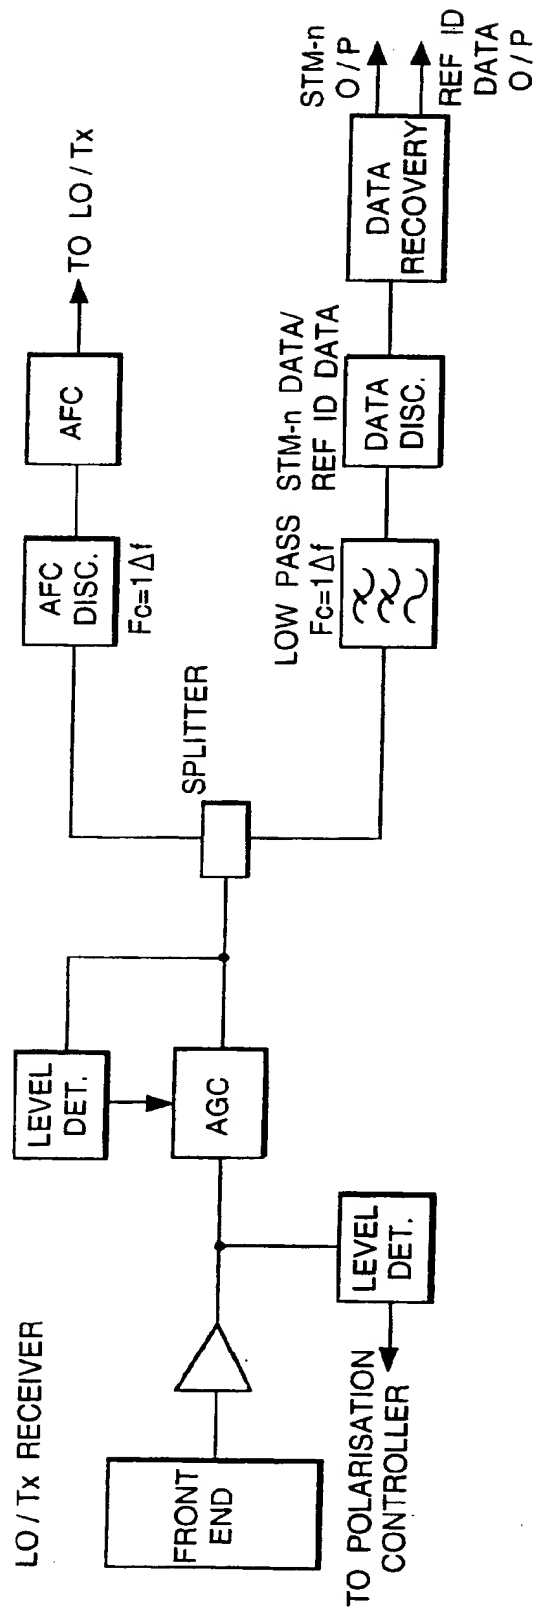 LO/Tx RECEIVER
FRONT
END
TO POLARISATION
CONTROLLER
LEVEL
DET.
LEVEL
DET.
AGC
SPLITTER
AFC
DISC.
Fc=1Δf
AFC
TO LO/Tx
LOW PASS
Fc=1Δf
STM-n DATA/
REF ID DATA
DATA
DISC.
DATA
RECOVERY
STM-n
O/P
REF ID
DATA
O/P